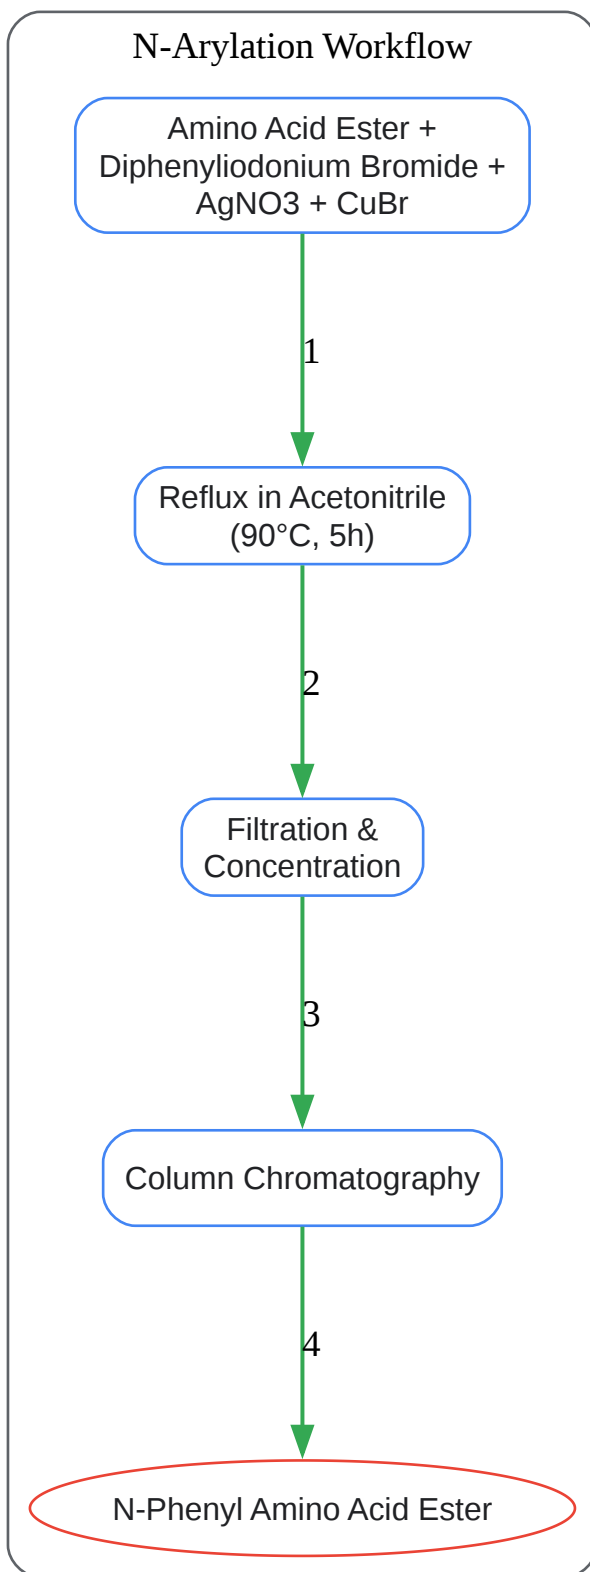 N-Arylation Workflow
Amino Acid Ester +
Diphenyliodonium Bromide +
AgNO3 + CuBr
1
Reflux in Acetonitrile
(90°C, 5h)
2
Filtration &
Concentration
3
Column Chromatography
4
N-Phenyl Amino Acid Ester